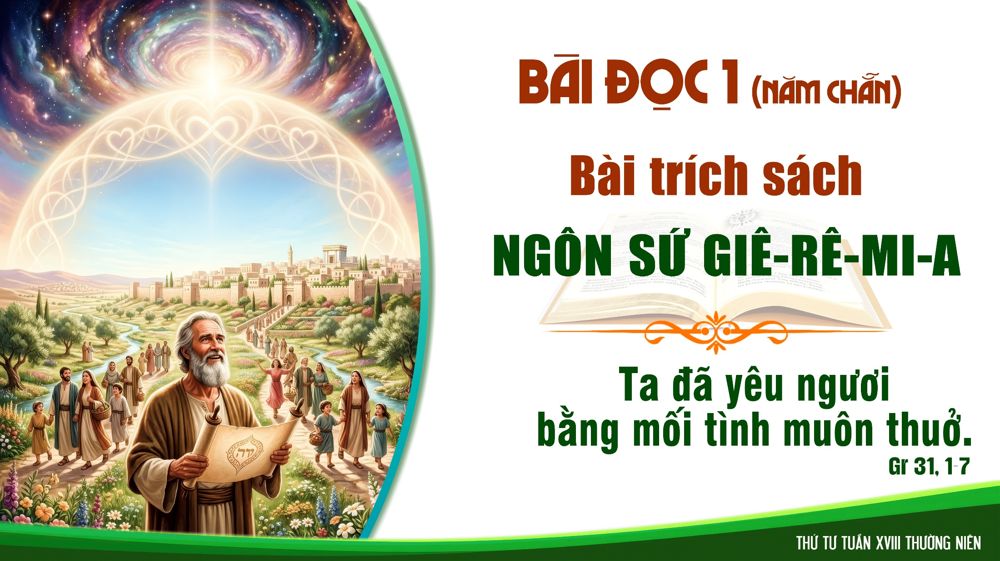 BÀI ĐỌC 1 (NĂM CHẴN)
Bài trích sách
NGÔN SỨ GIÊ-RÊ-MI-A
Ta đã yêu ngươi
bằng mối tình muôn thuở.
Gr 31, 1-7
THỨ TƯ TUẦN XVIII THƯỜNG NIÊN